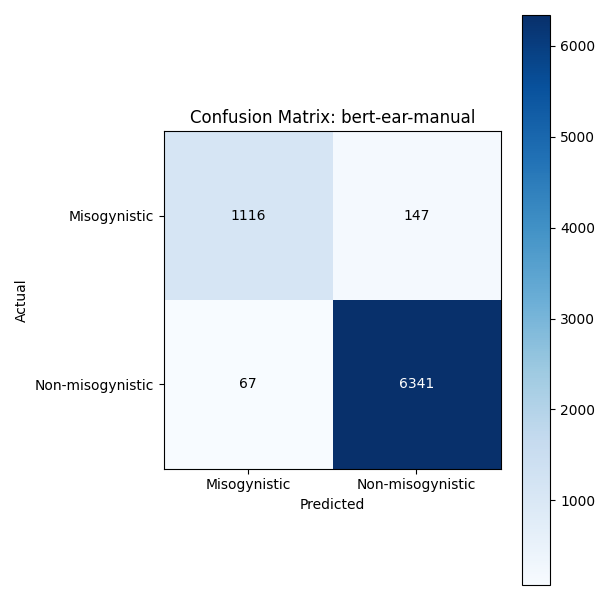 Confusion Matrix: bert-ear-manual
Actual
Misogynistic
Non-misogynistic
1116
147
67
6341
Misogynistic
Non-misogynistic
Predicted
6000
5000
4000
3000
2000
1000